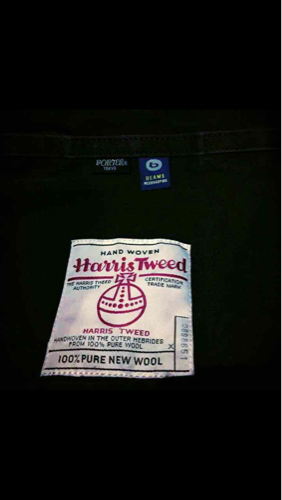 PORTER
TOKYO
BEAMS
HAND WOVEN
Harris Tweed
THE HARRIS TWEED AUTHORITY
CERTIFICATION TRADE MARK
HARRIS TWEED
HANDWOVEN IN THE OUTER HEBRIDES
FROM 100% PURE WOOL
100% PURE NEW WOOL